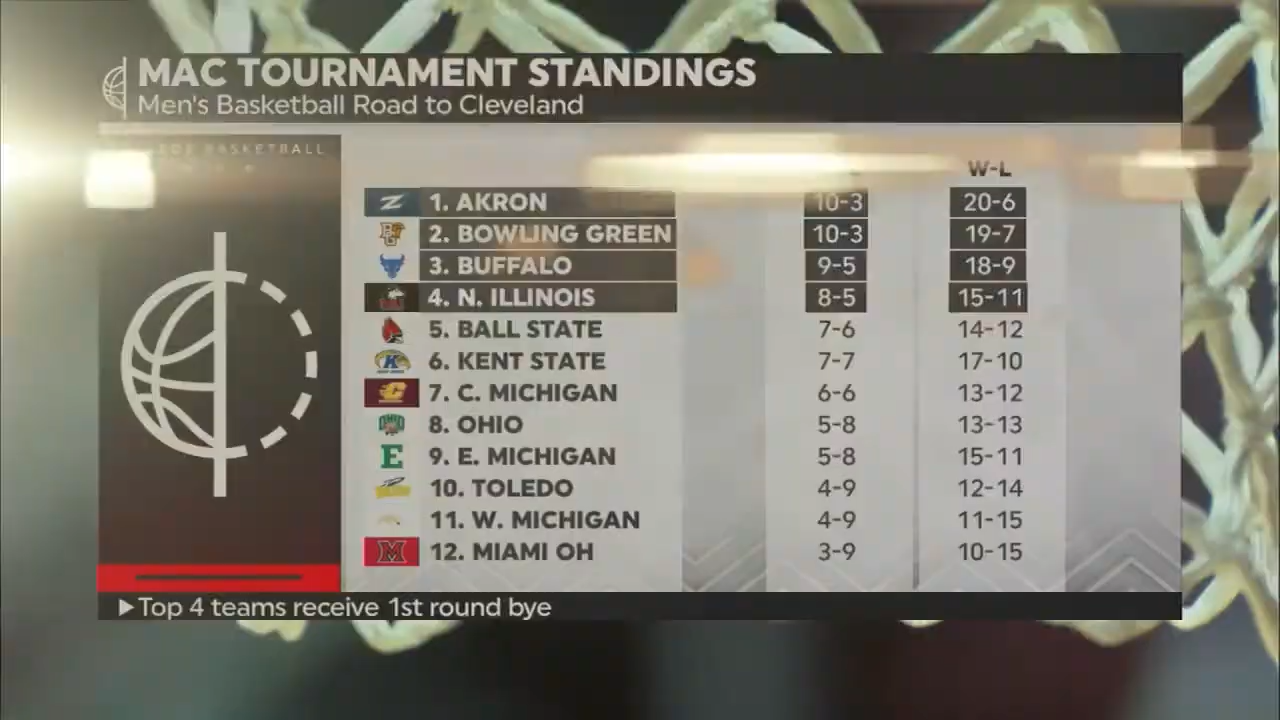 MAC TOURNAMENT STANDINGS
Men's Basketball Road to Cleveland
BASKETBALL
W-L
1. AKRON 10-3 20-6
2. BOWLING GREEN 10-3 19-7
3. BUFFALO 9-5 18-9
4. N. ILLINOIS 8-5 15-11
5. BALL STATE 7-6 14-12
6. KENT STATE 7-7 17-10
7. C. MICHIGAN 6-6 13-12
8. OHIO 5-8 13-13
9. E. MICHIGAN 5-8 15-11
10. TOLEDO 4-9 12-14
11. W. MICHIGAN 4-9 11-15
12. MIAMI OH 3-9 10-15
▶Top 4 teams receive 1st round bye